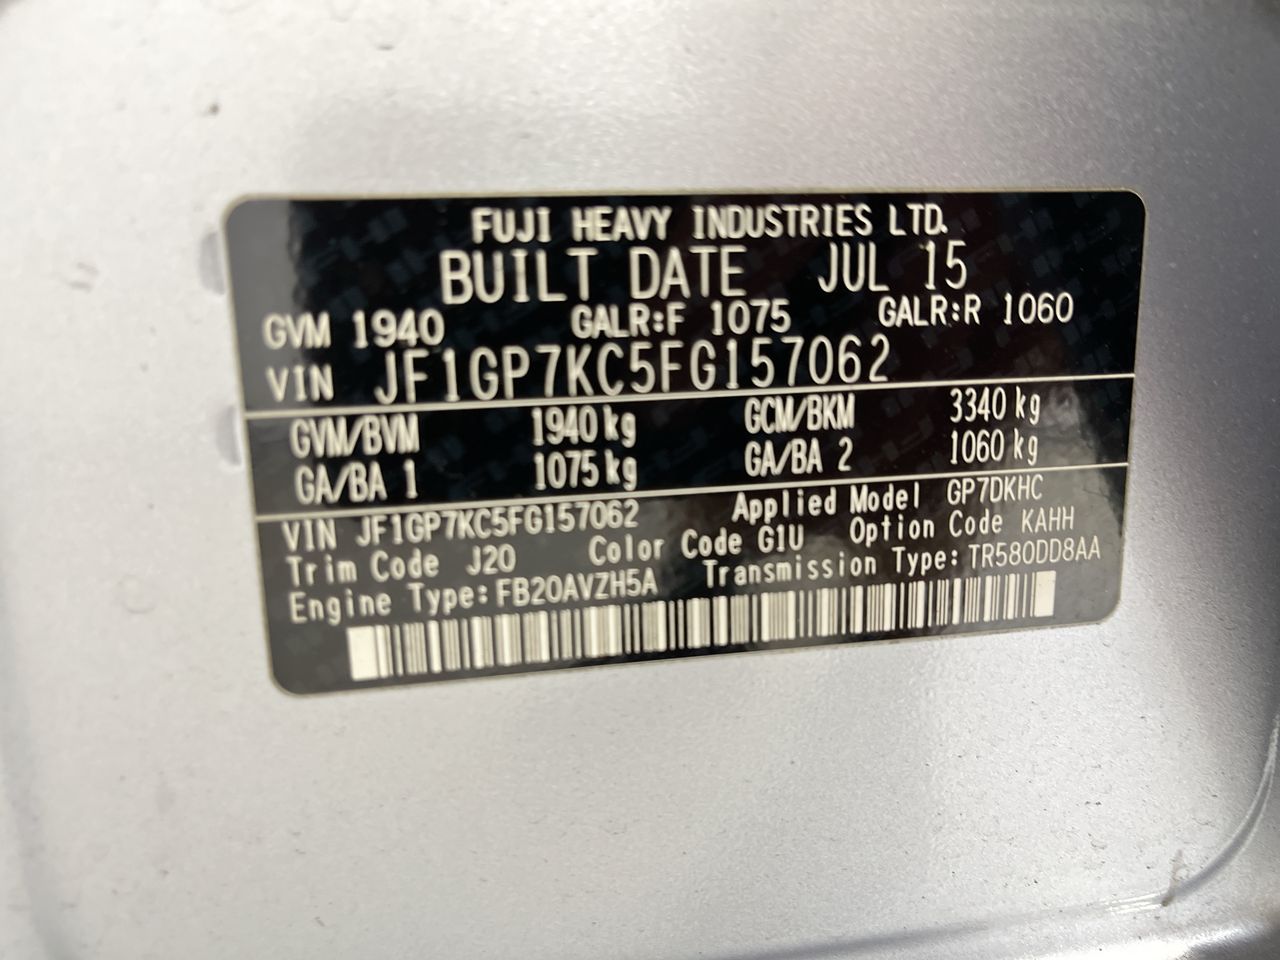 FUJI HEAVY INDUSTRIES LTD.
BUILT DATE JUL 15
GVM 1940 GALR:F 1075 GALR:R 1060
VIN JF1GP7KC5FG157062
GVM/BVM 1940 kg GCM/BKM 3340 kg
GA/BA 1 1075 kg GA/BA 2 1060 kg
VIN JF1GP7KC5FG157062 Applied Model GP7DKHC
Trim Code J20 Color Code G1U Option Code KAHH
Engine Type: FB20AVZH5A Transmission Type: TR580DD8AA